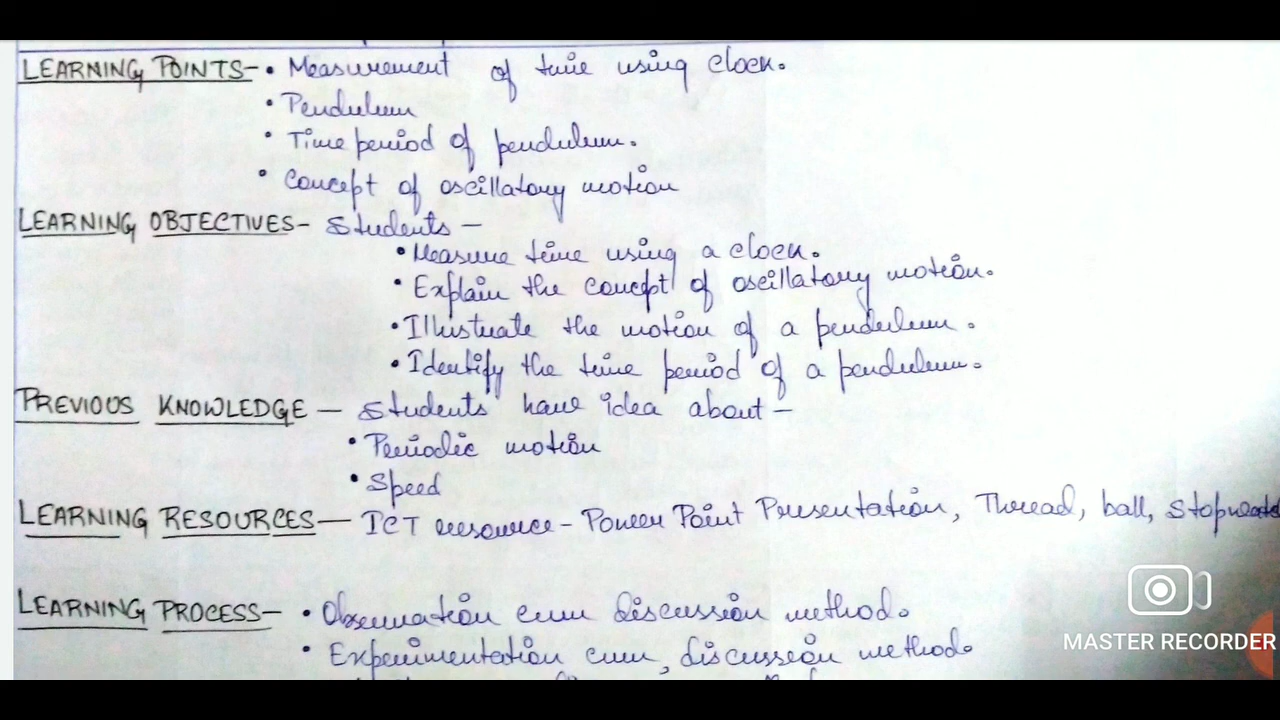 LEARNING POINTS- • Measurement of time using clock.
• Pendulum
• Time period of pendulum.
• Concept of oscillatory motion
LEARNING OBJECTIVES- Students -
• Measure time using a clock.
• Explain the concept of oscillatory motion.
• Illustrate the motion of a pendulum.
• Identify the time period of a pendulum.
PREVIOUS KNOWLEDGE - Students have idea about -
• Periodic motion
• Speed
LEARNING RESOURCES - ICT resource - Power Point Presentation, Thread, ball, stopwatch
LEARNING PROCESS- • Observation cum discussion method.
• Experimentation cum discussion method.
MASTER RECORDER